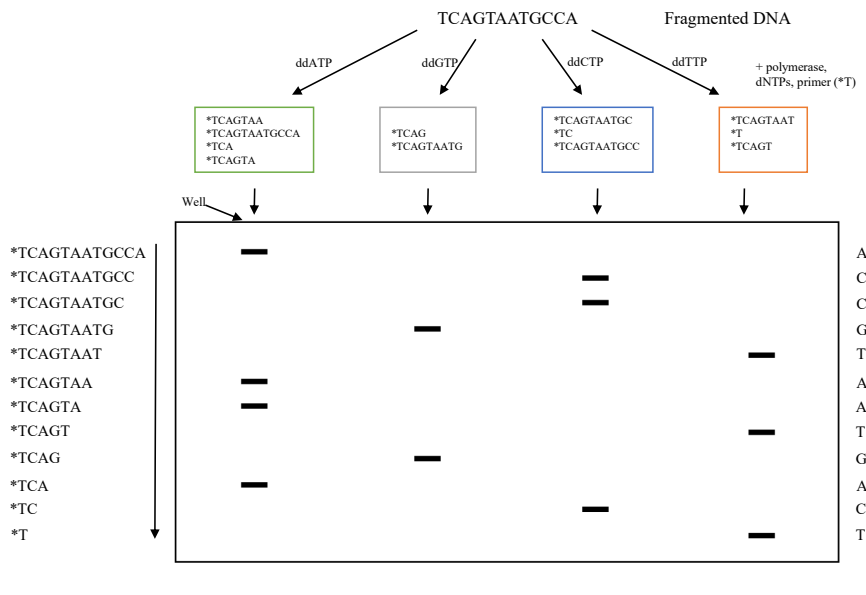 TCAGTAATGCCA
Fragmented DNA
ddATP
ddGTP
ddCTP
ddTTP
+ polymerase,
dNTPs, primer (*T)
*TCAGTAA
*TCAGTAATGCCA
*TCA
*TCAGTA
*TCAG
*TCAGTAATG
*TCAGTAATGC
*TC
*TCAGTAATGCC
*TCAGTAAT
*T
*TCAGT
Well
*TCAGTAATGCCA A
*TCAGTAATGCC C
*TCAGTAATGC C
*TCAGTAATG G
*TCAGTAAT T
*TCAGTAA A
*TCAGTA A
*TCAGT T
*TCAG G
*TCA A
*TC C
*T T